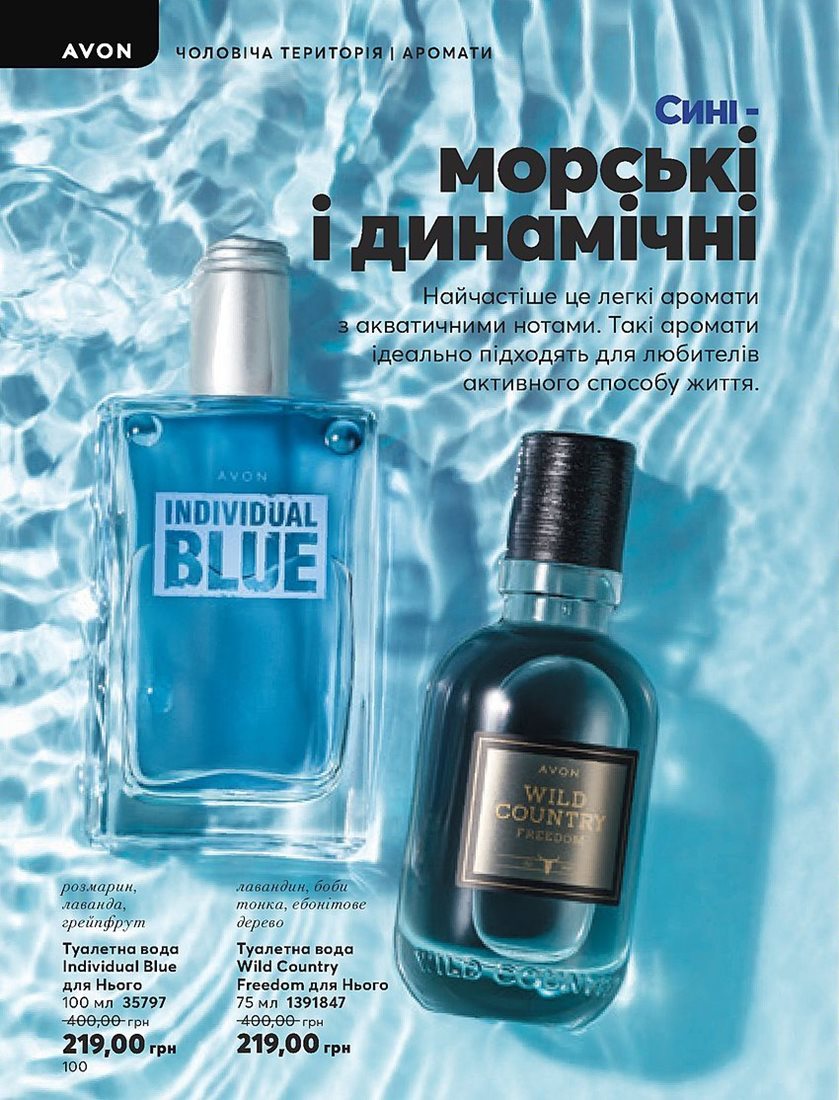 AVON
ЧОЛОВІЧА ТЕРИТОРІЯ | АРОМАТИ
Сині -
морські
і динамічні
Найчастіше це легкі аромати
з акватичними нотами. Такі аромати
ідеально підходять для любителів
активного способу життя.
AVON
INDIVIDUAL
BLUE
AVON
WILD
COUNTRY
FREEDOM
WILD COUNTRY
розмарин,
лаванда,
грейпфрут
Туалетна вода
Individual Blue
для Нього
100 мл 35797
400,00 грн
219,00 грн
лавандин, боби
тонка, ебонітове
дерево
Туалетна вода
Wild Country
Freedom для Нього
75 мл 1391847
400,00 грн
219,00 грн
100